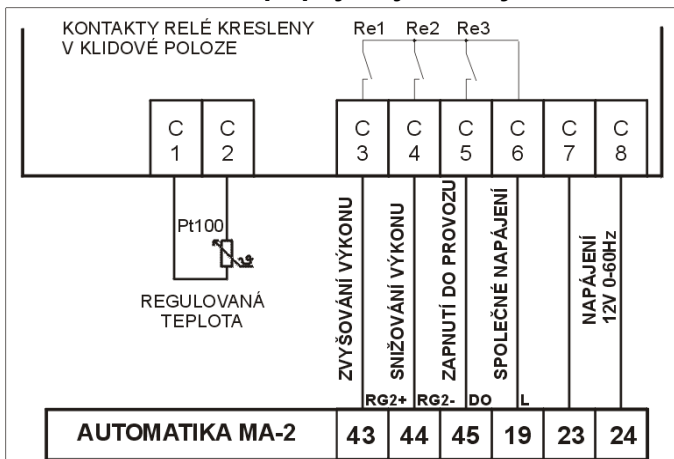 KONTAKTY RELÉ KRESLENY
V KLIDOVÉ POLOZE
Re1 Re2 Re3
C 1
C 2
C 3
C 4
C 5
C 6
C 7
C 8
Pt100
REGULOVANÁ
TEPLOTA
ZVYŠOVÁNÍ VÝKONU
SNIŽOVÁNÍ VÝKONU
ZAPNUTÍ DO PROVOZU
SPOLEČNÉ NAPÁJENÍ
NAPÁJENÍ
12V 0-60Hz
RG2+ RG2- DO L
AUTOMATIKA MA-2 43 44 45 19 23 24